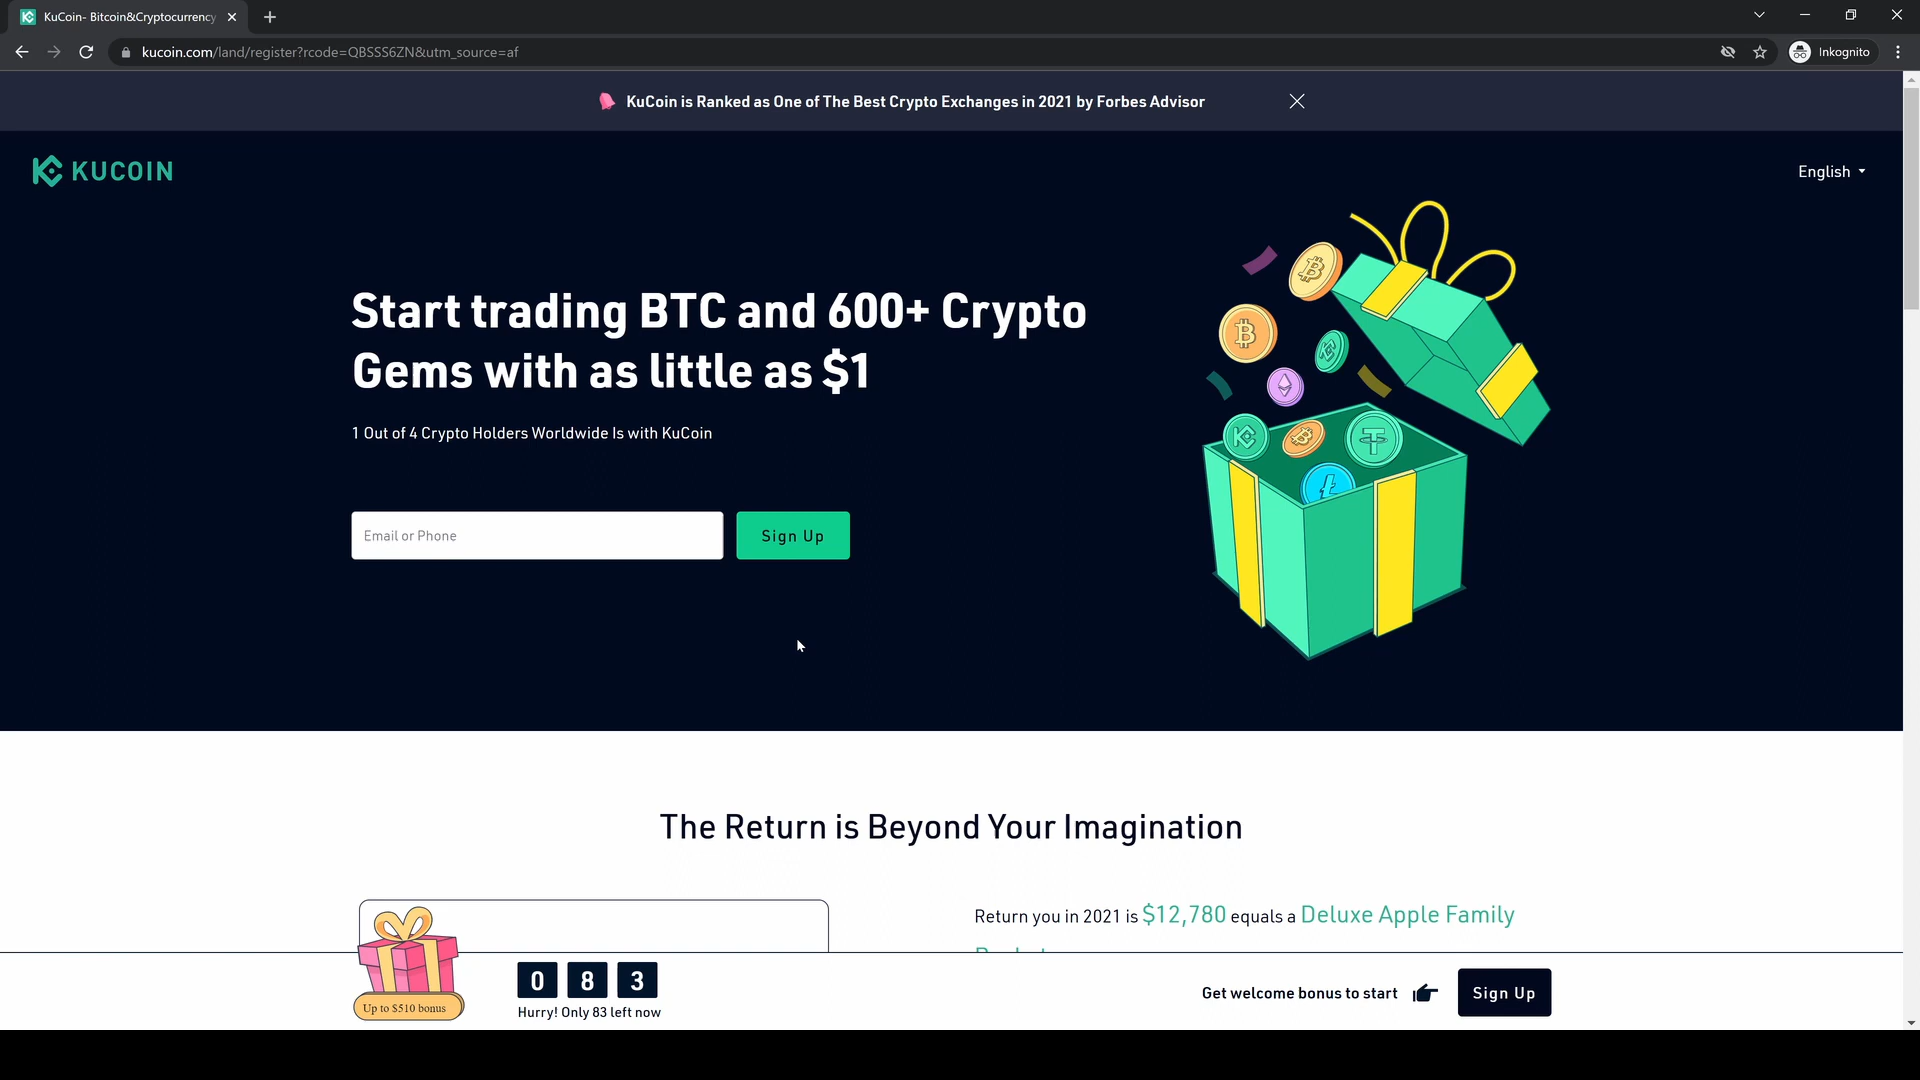 KuCoin- Bitcoin&Cryptocurrency
kucoin.com/land/register?rcode=QBSSS6ZN&utm_source=af
Inkognito
KuCoin is Ranked as One of The Best Crypto Exchanges in 2021 by Forbes Advisor
KUCOIN
English
Start trading BTC and 600+ Crypto
Gems with as little as $1
1 Out of 4 Crypto Holders Worldwide Is with KuCoin
Email or Phone
Sign Up
The Return is Beyond Your Imagination
Return you in 2021 is $12,780 equals a Deluxe Apple Family
Up to $510 bonus
0 8 3
Hurry! Only 83 left now
Get welcome bonus to start
Sign Up